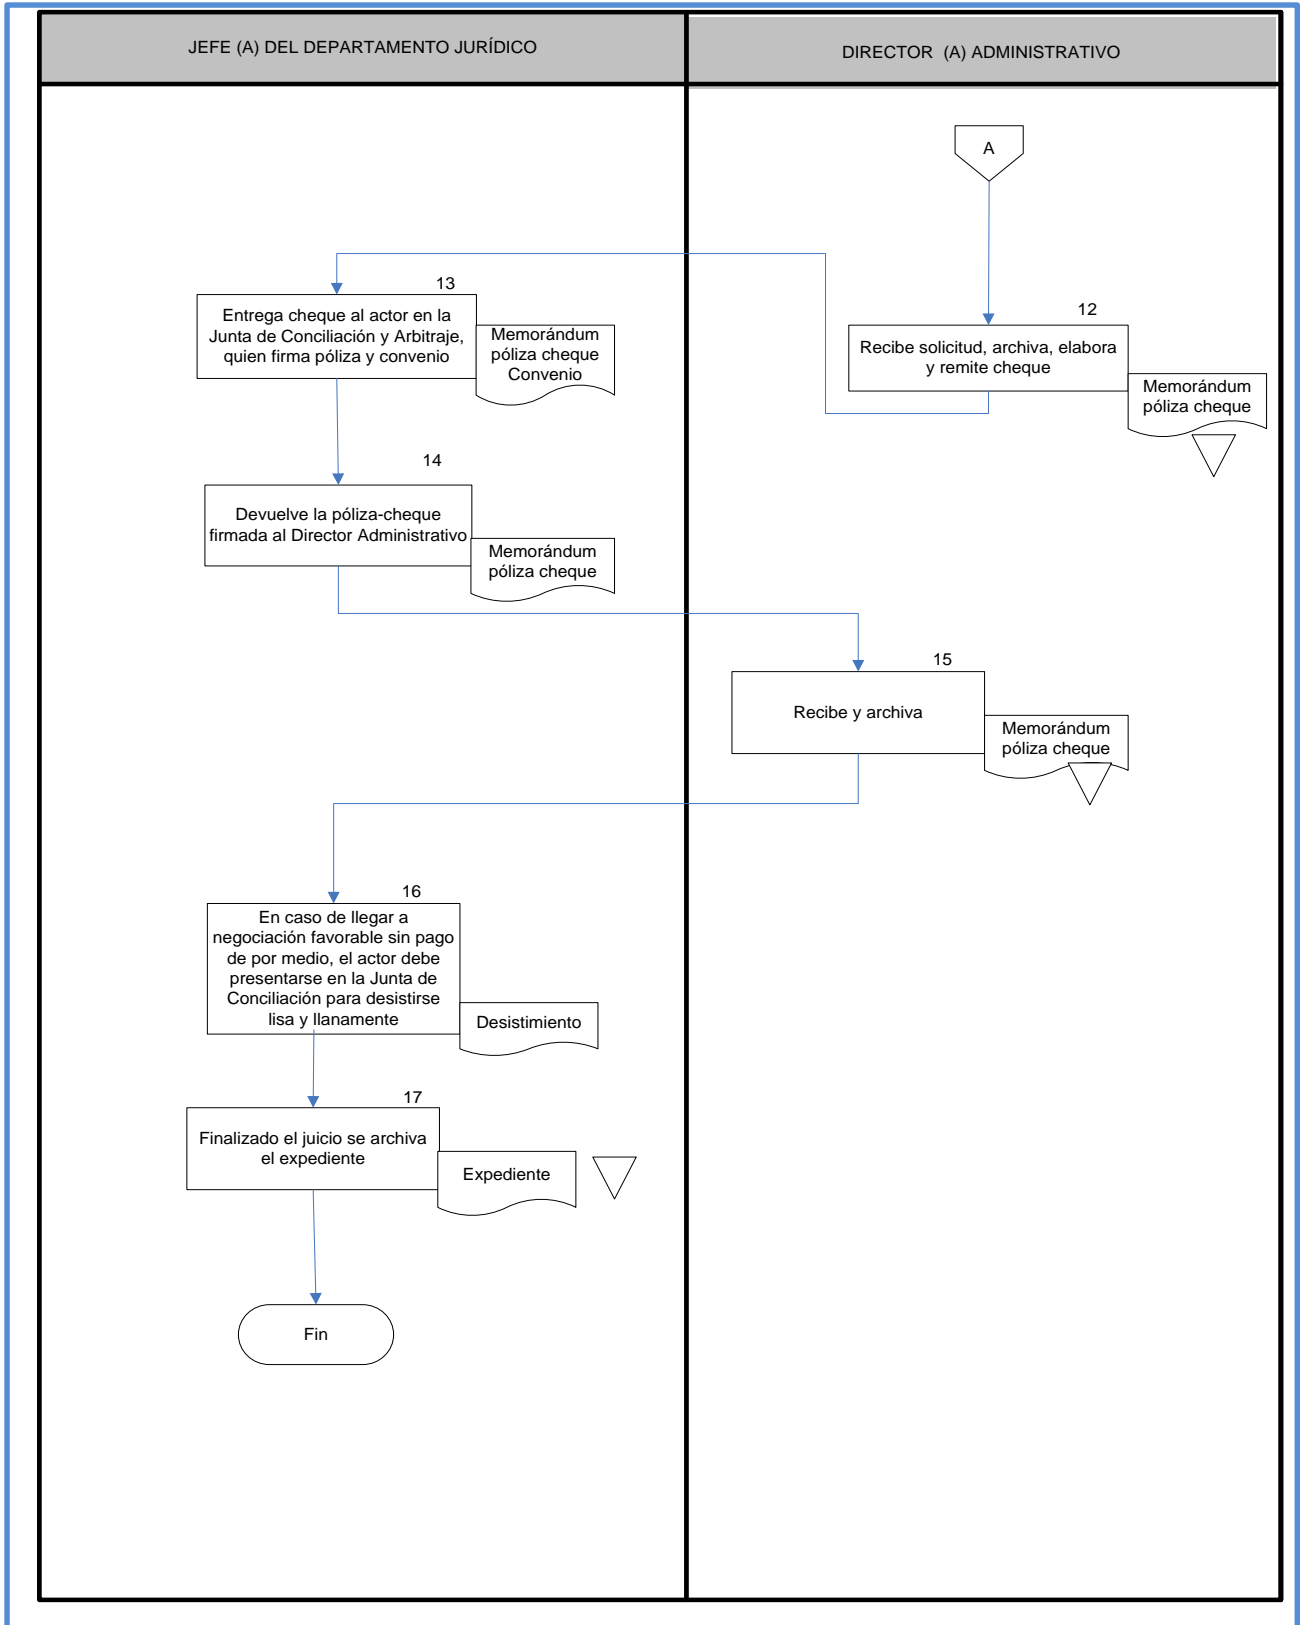 JEFE (A) DEL DEPARTAMENTO JURÍDICO
DIRECTOR (A) ADMINISTRATIVO
A
12
Recibe solicitud, archiva, elabora
y remite cheque
Memorándum
póliza cheque
13
Entrega cheque al actor en la
Junta de Conciliación y Arbitraje,
quien firma póliza y convenio
Memorándum
póliza cheque
Convenio
14
Devuelve la póliza-cheque
firmada al Director Administrativo
Memorándum
póliza cheque
15
Recibe y archiva
Memorándum
póliza cheque
16
En caso de llegar a
negociación favorable sin pago
de por medio, el actor debe
presentarse en la Junta de
Conciliación para desistirse
lisa y llanamente
Desistimiento
17
Finalizado el juicio se archiva
el expediente
Expediente
Fin